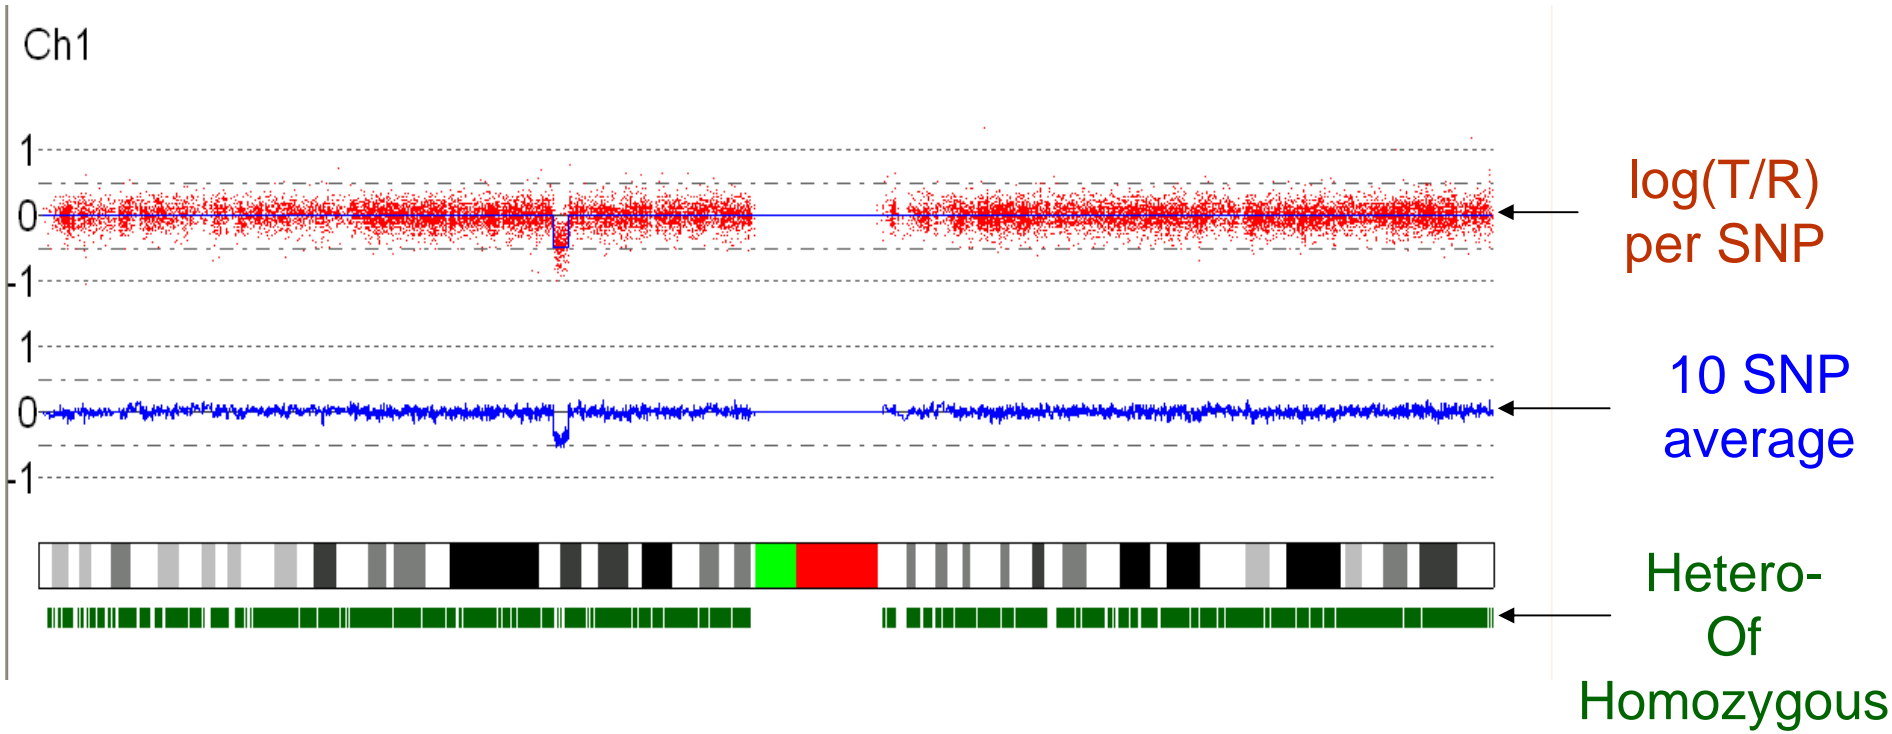 Ch1
1
0
-1
log(T/R)
per SNP
1
0
-1
10 SNP
average
Hetero-
Of
Homozygous